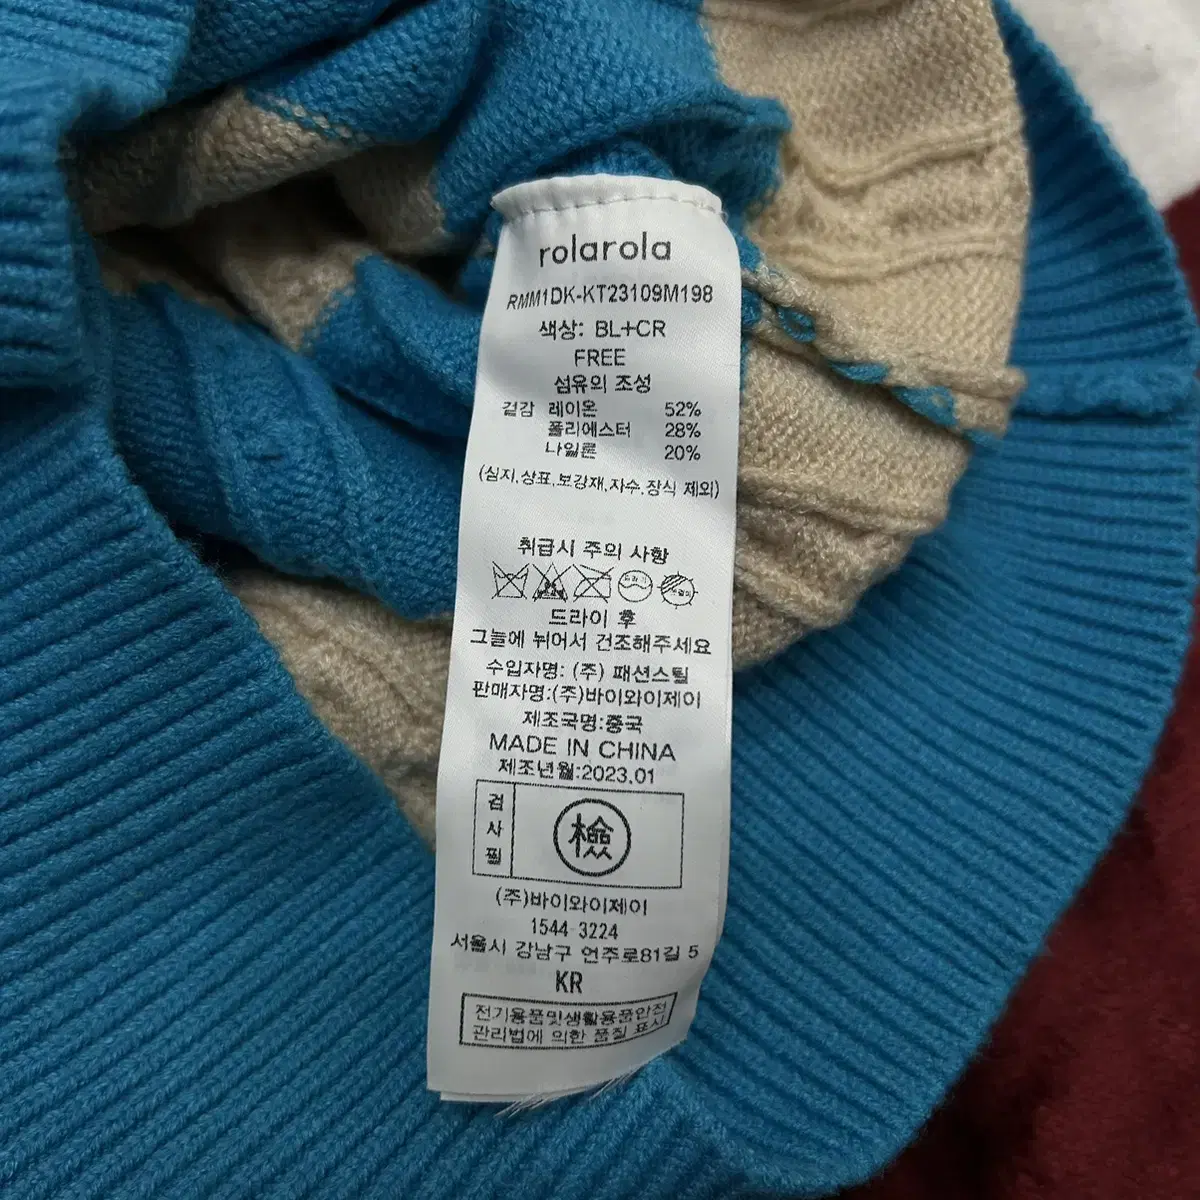 rolarola
RMM1DK-KT23109M198
색상: BL+CR
FREE
섬유의 조성
겉감 레이온 52%
폴리에스터 28%
나일론 20%
(심지,상표,보강재,자수,장식 제외)
취급시 주의 사항
드라이 후
그늘에 뉘어서 건조해주세요
수입자명: (주) 패션스틸
판매자명:(주)바이와이제이
제조국명:중국
MADE IN CHINA
제조년월:2023.01
검사필
檢
(주)바이와이제이
1544-3224
서울시 강남구 언주로81길 5
KR
전기용품및생활용품안전
관리법에 의한 품질 표시